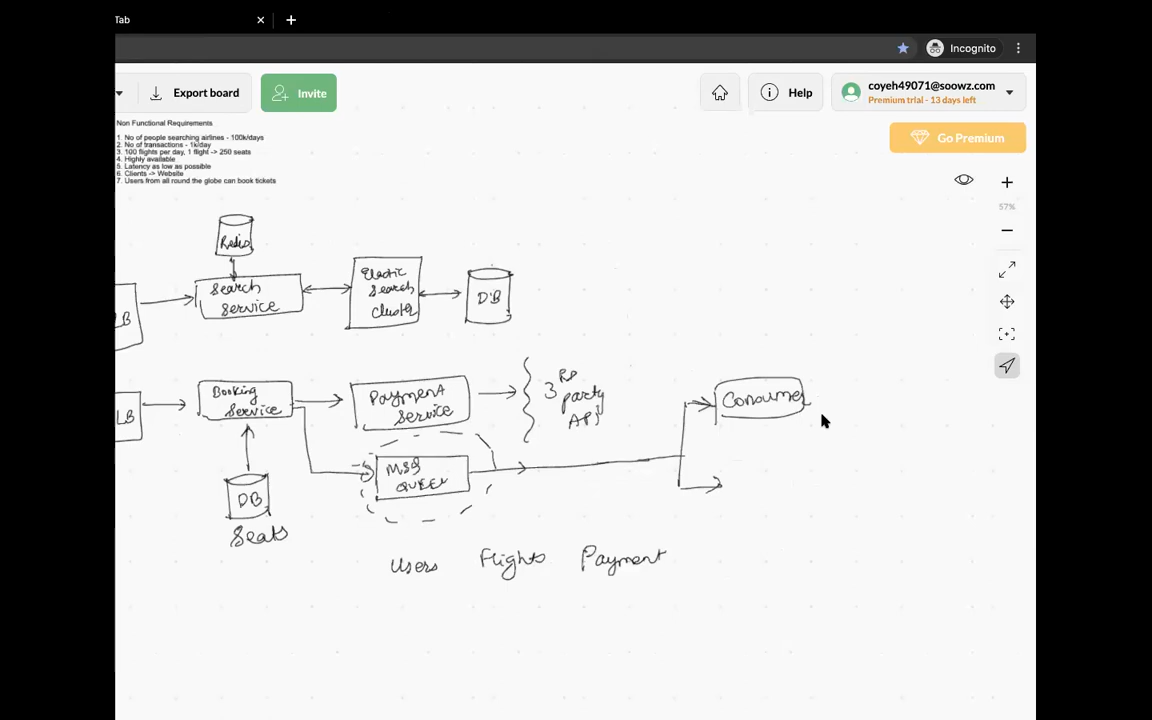 Tab
Incognito
Export board
Invite
Help
coyeh49071@soowz.com
Premium trial - 13 days left
Go Premium
57%
Non Functional Requirements
1. No of people searching airlines - 100k/days
2. No of transactions - 1k/day
3. 100 flights per day, 1 flight -> 250 seats
4. Highly available
5. Latency as low as possible
6. Clients -> Website
7. Users from all round the globe can book tickets
Redis
Search
Service
Elastic
Search
Cluster
DB
LB
LB
Booking
Service
Payment
Service
3 RD
party
API
Consumer
MSG
DB
Seats
Users Flights Payment